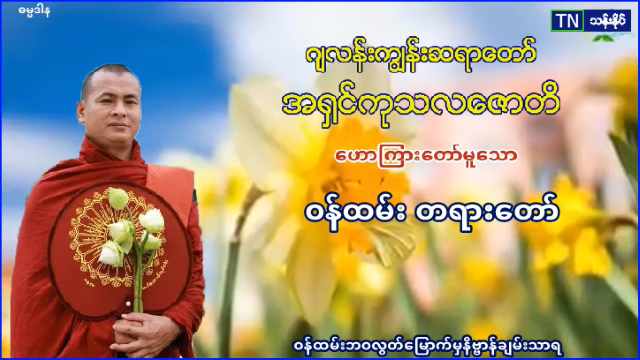 ဓမ္မဒါန
TN သန်းနိုင်
ဂျလန်းကျွန်းဆရာတော်
အရှင်ကုသလဇောတိ
ဟောကြားတော်မူသော
ဝန်ထမ်း တရားတော်
ဝန်ထမ်းဘဝလွတ်မြောက်မှနိဗ္ဗာန်ချမ်းသာရ